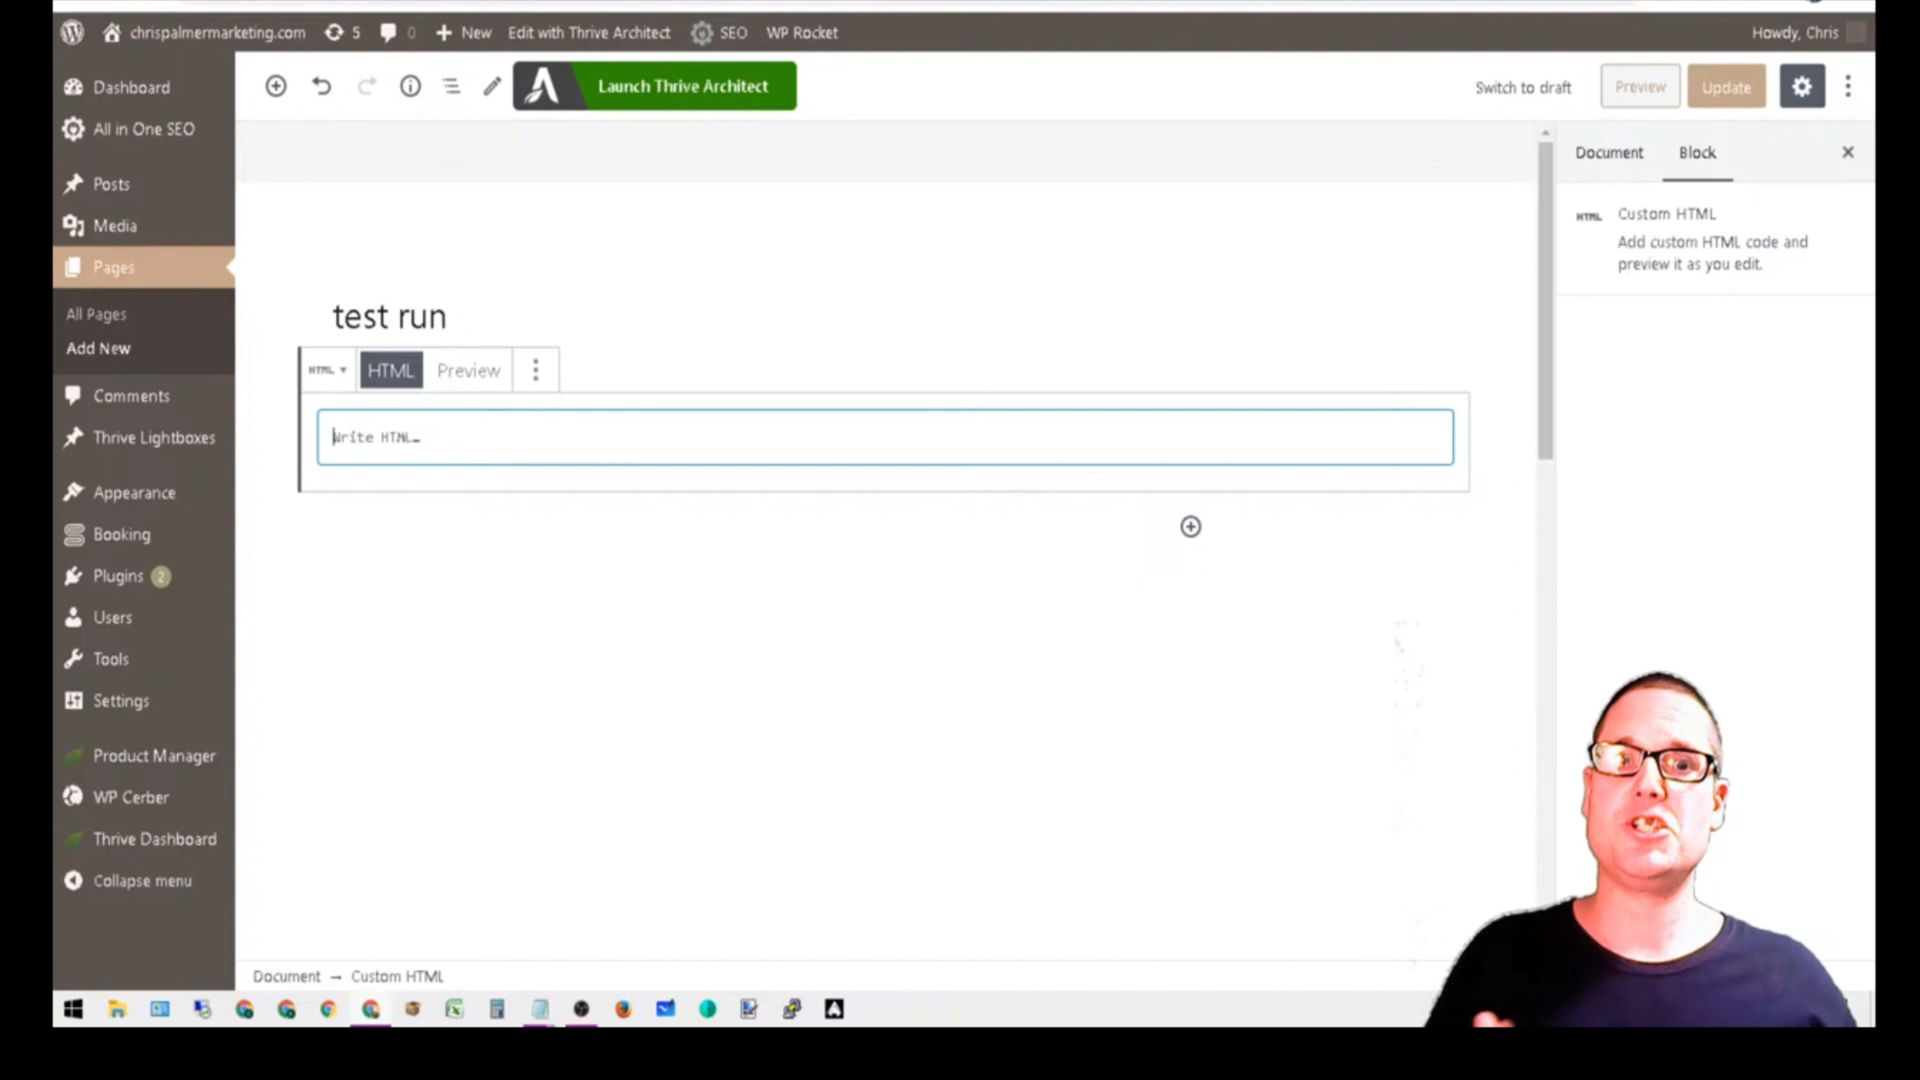 chrispalmermarketing.com 5 0 New Edit with Thrive Architect SEO WP Rocket Howdy, Chris
Dashboard
All in One SEO
Posts
Media
Pages
All Pages
Add New
Comments
Thrive Lightboxes
Appearance
Booking
Plugins 2
Users
Tools
Settings
Product Manager
WP Cerber
Thrive Dashboard
Collapse menu
Launch Thrive Architect
Switch to draft Preview Update
test run
HTML HTML Preview
Write HTML…
Document Block
HTML Custom HTML
Add custom HTML code and
preview it as you edit.
Document → Custom HTML